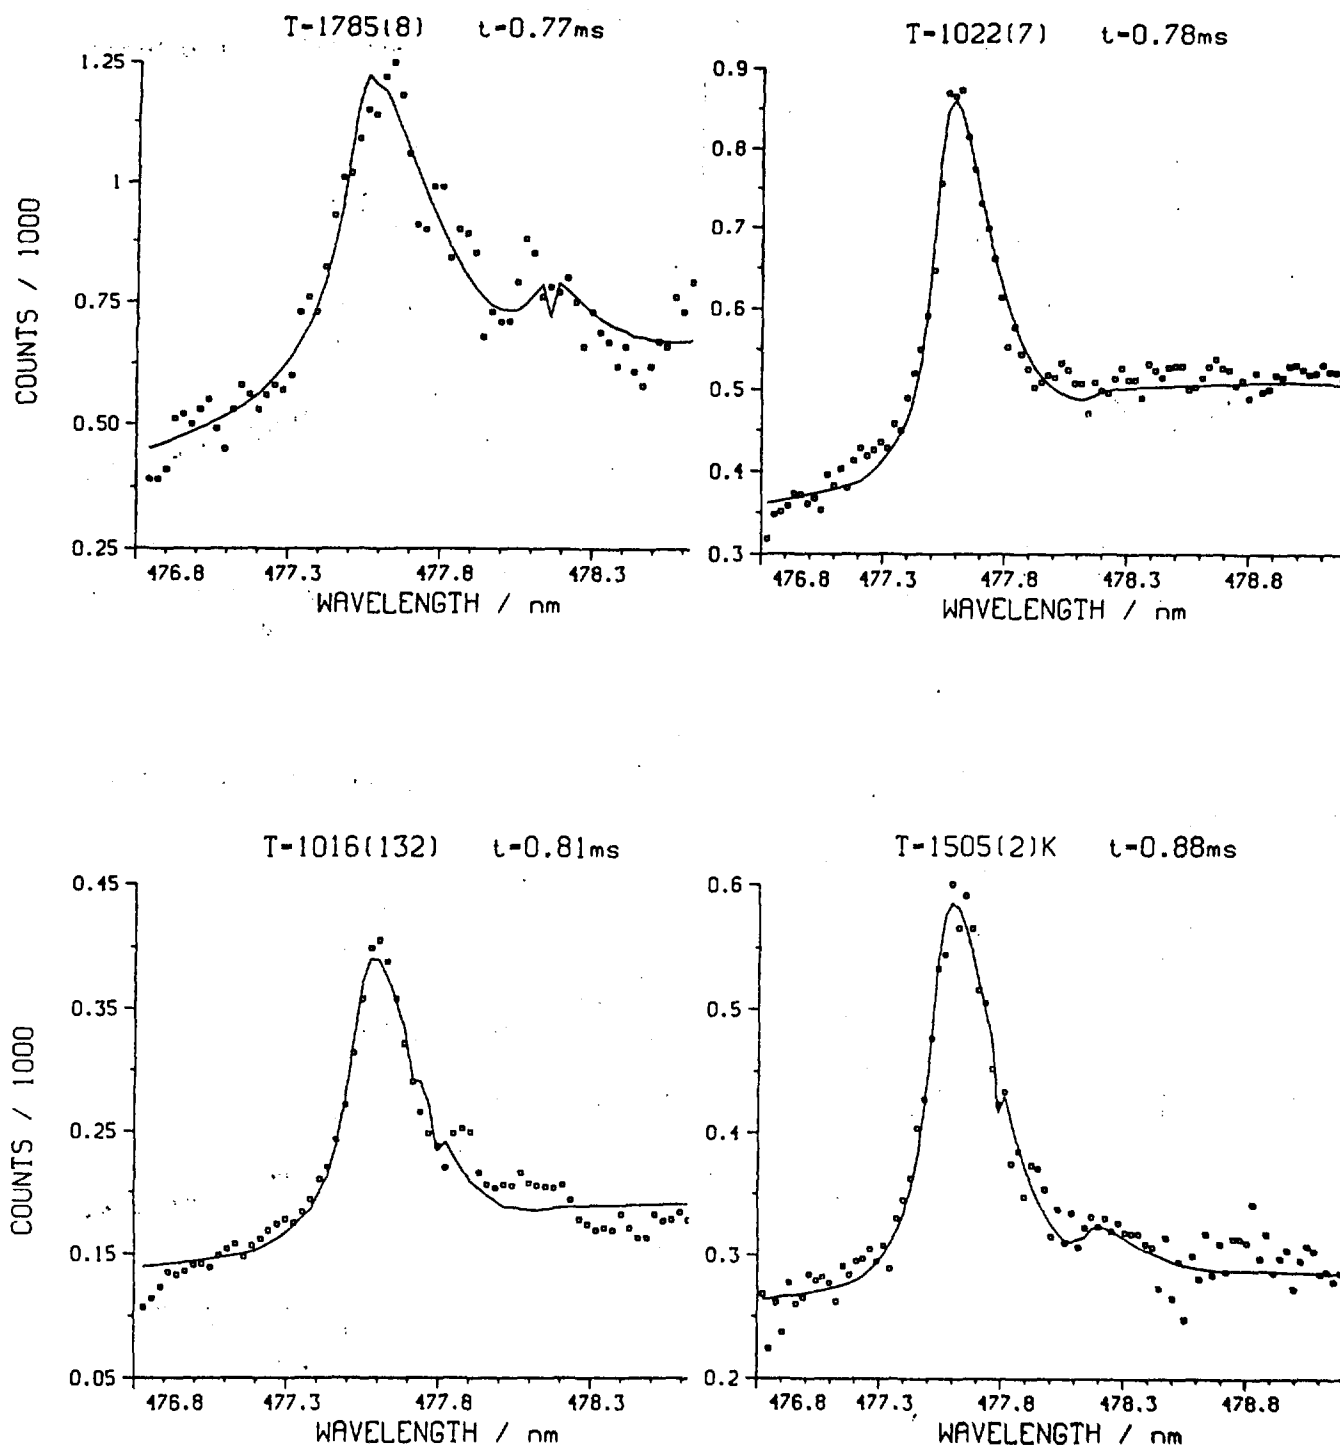 T-1785(8) t-0.77ms
1.25
1
0.75
0.50
0.25
COUNTS / 1000
476.8 477.3 477.8 478.3
WAVELENGTH / nm
T-1022(7) t-0.78ms
0.9
0.8
0.7
0.6
0.5
0.4
0.3
476.8 477.3 477.8 478.3 478.8
WAVELENGTH / nm
T-1016(132) t-0.81ms
0.45
0.35
0.25
0.15
0.05
COUNTS / 1000
476.8 477.3 477.8 478.3
WAVELENGTH / nm
T-1505(2)K t-0.88ms
0.6
0.5
0.4
0.3
0.2
476.8 477.3 477.8 478.3 478.8
WAVELENGTH / nm